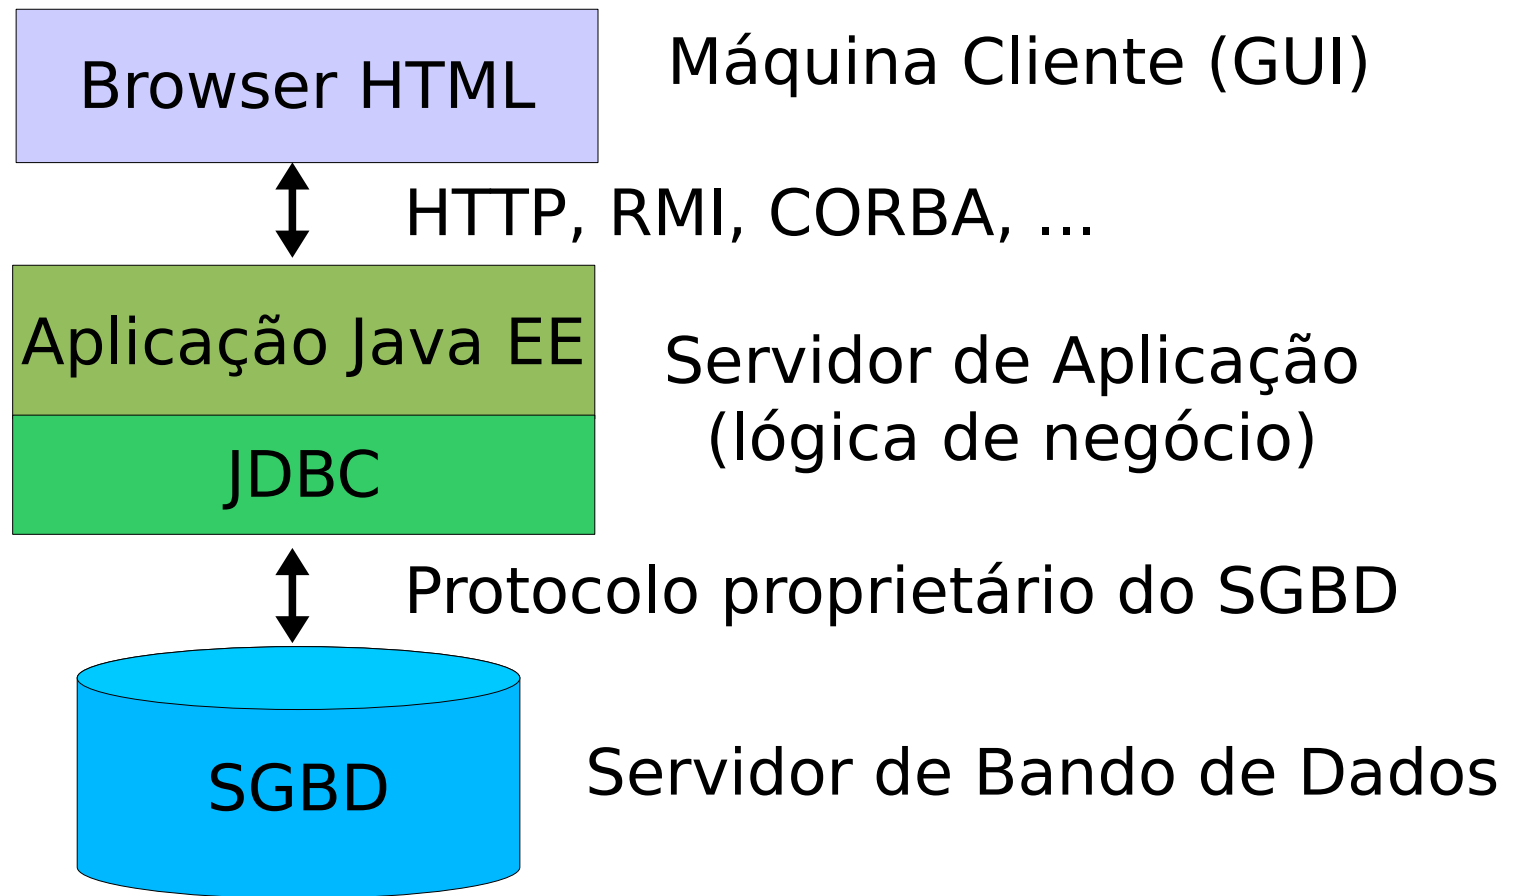 Browser HTML
Máquina Cliente (GUI)
HTTP, RMI, CORBA, ...
Aplicação Java EE
JDBC
Servidor de Aplicação
(lógica de negócio)
Protocolo proprietário do SGBD
SGBD
Servidor de Bando de Dados